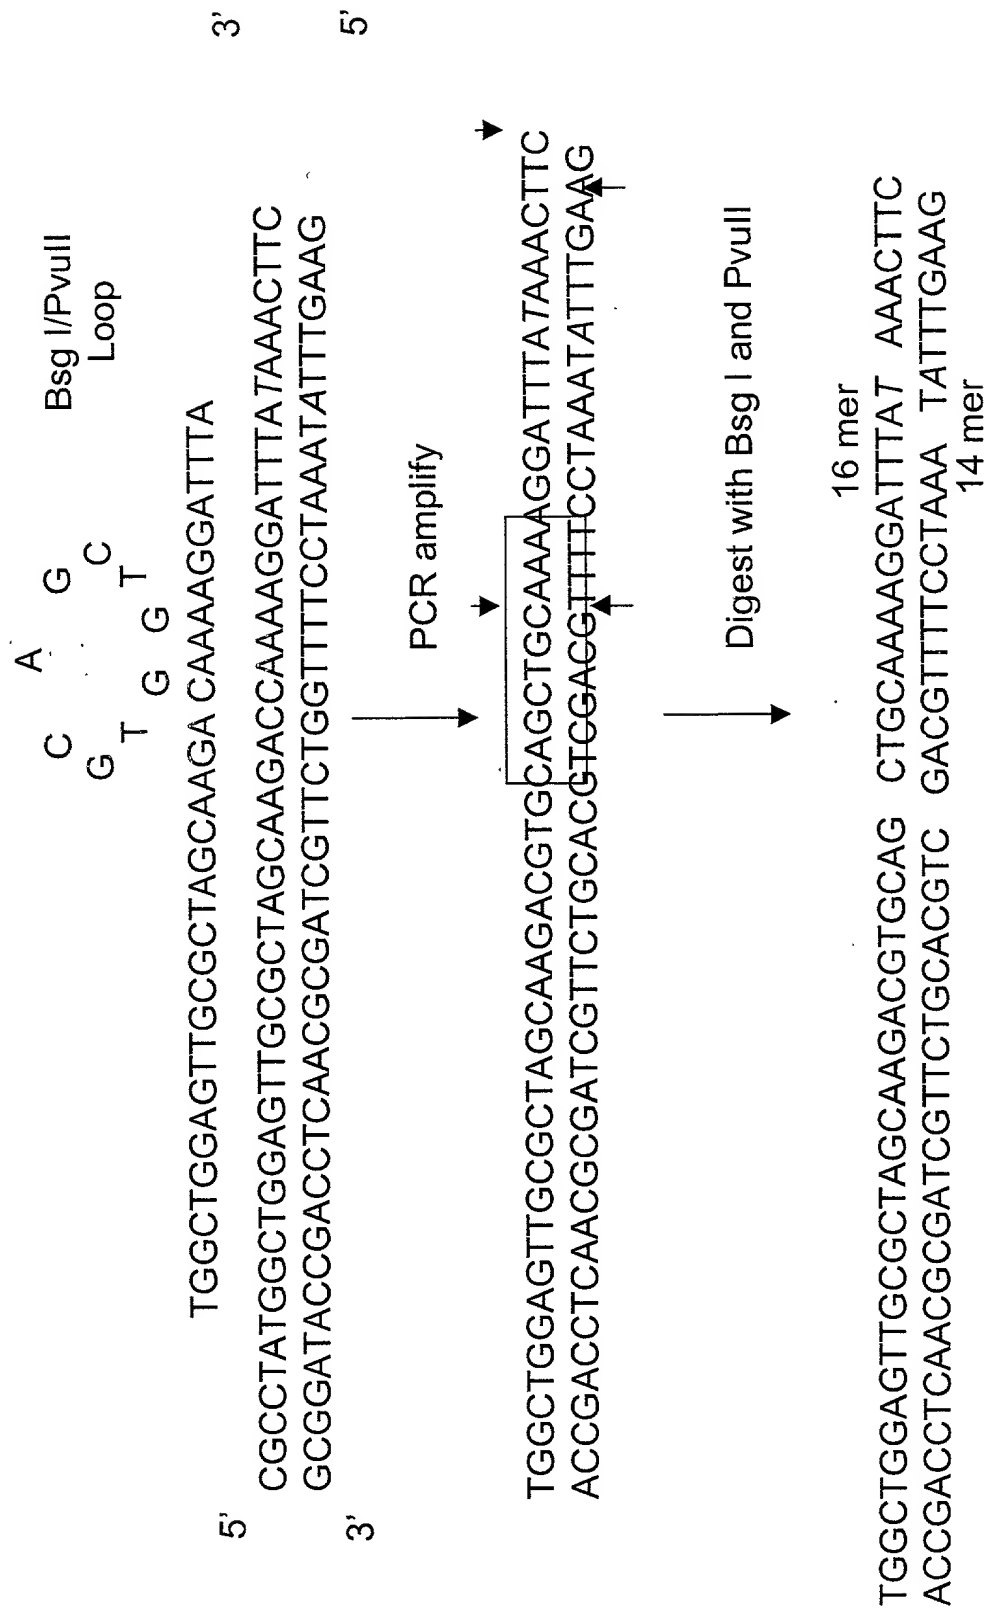 A
C G
Bsg I/PvuII
G C
Loop
T T
G G
TGGCTGGAGTTGCGCTAGCAAGA CAAAAGGATTTA
5' 3'
CGCCTATGGCTGGAGTTGCGCTAGCAAGACCAAAAGGATTTATAAACTTC
GCGGATACCGACCTCAACGCGATCGTTCTGGTTTTCCTAAATATTTGAAG
3' 5'
PCR amplify
TGGCTGGAGTTGCGCTAGCAAGACGTGCAGCTGCAAAAGGATTTATAAACTTC
ACCGACCTCAACGCGATCGTTCTGCACGTCGACGTTTTCCTAAATATTTGAAG
Digest with Bsg I and PvuII
16 mer
TGGCTGGAGTTGCGCTAGCAAGACGTGCAG CTGCAAAAGGATTTAT AAACTTC
ACCGACCTCAACGCGATCGTTCTGCACGTC GACGTTTTCCTAAA TATTTGAAG
14 mer